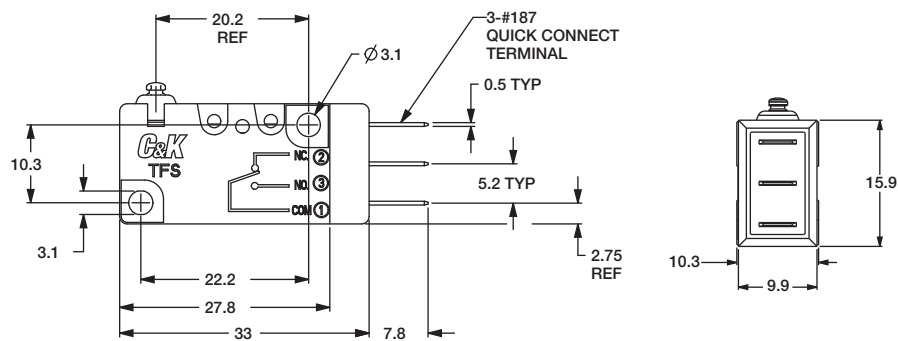 20.2
REF
3-#187
QUICK CONNECT
TERMINAL
Ø 3.1
0.5 TYP
C&K
TFS
NC. 2
NO. 3
COM 1
10.3
3.1
5.2 TYP
2.75
REF
22.2
27.8
33
7.8
15.9
10.3
9.9